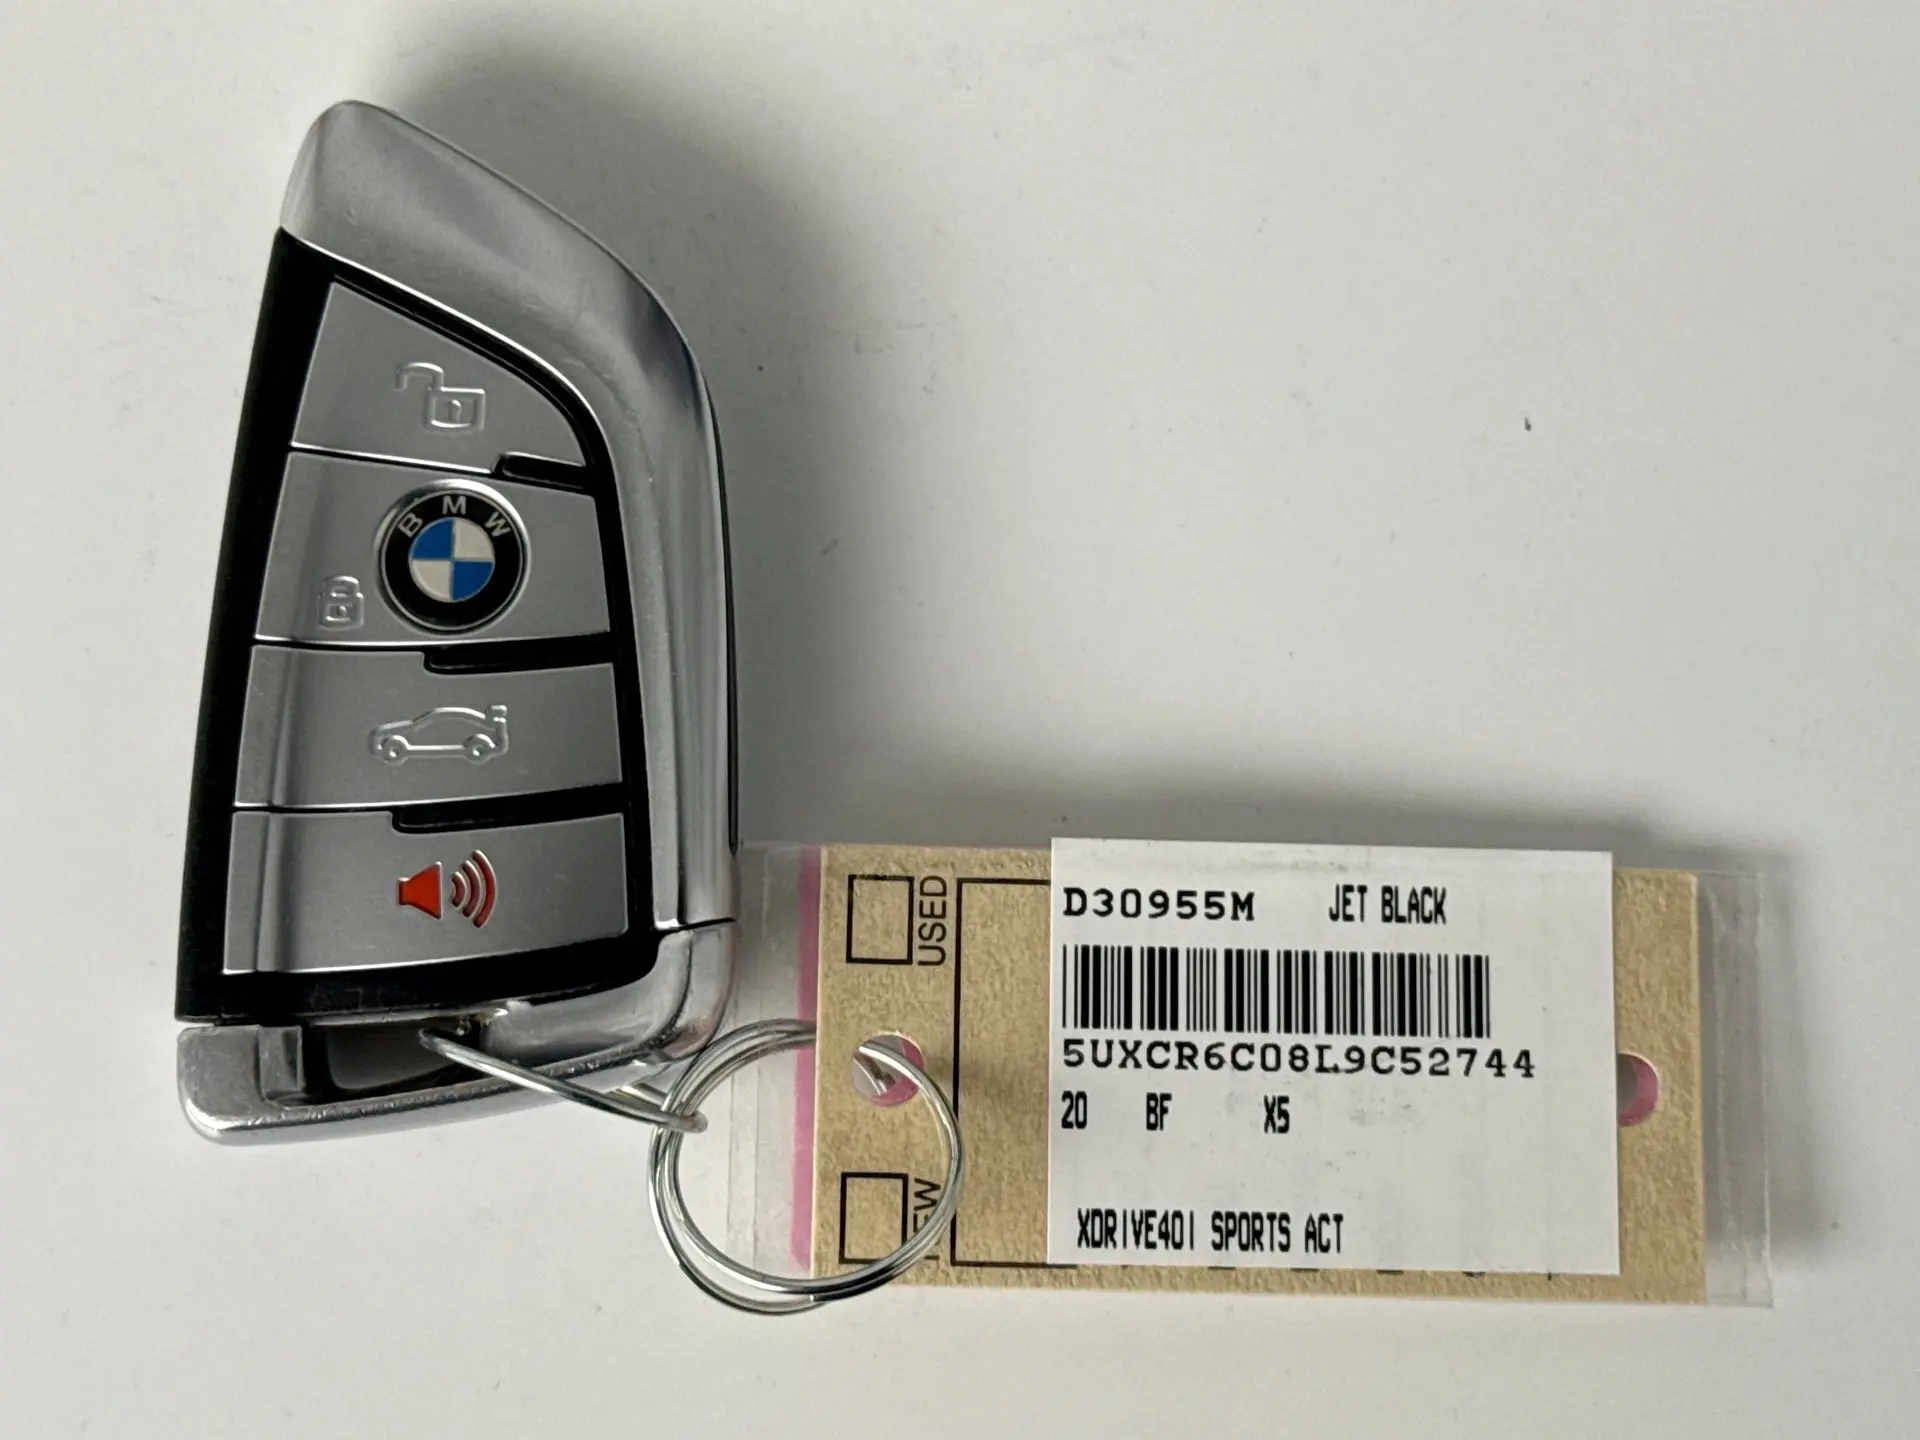 BMW
USED
D30955M JET BLACK
5UXCR6C08L9C52744
20 BF X5
XDRIVE40I SPORTS ACT